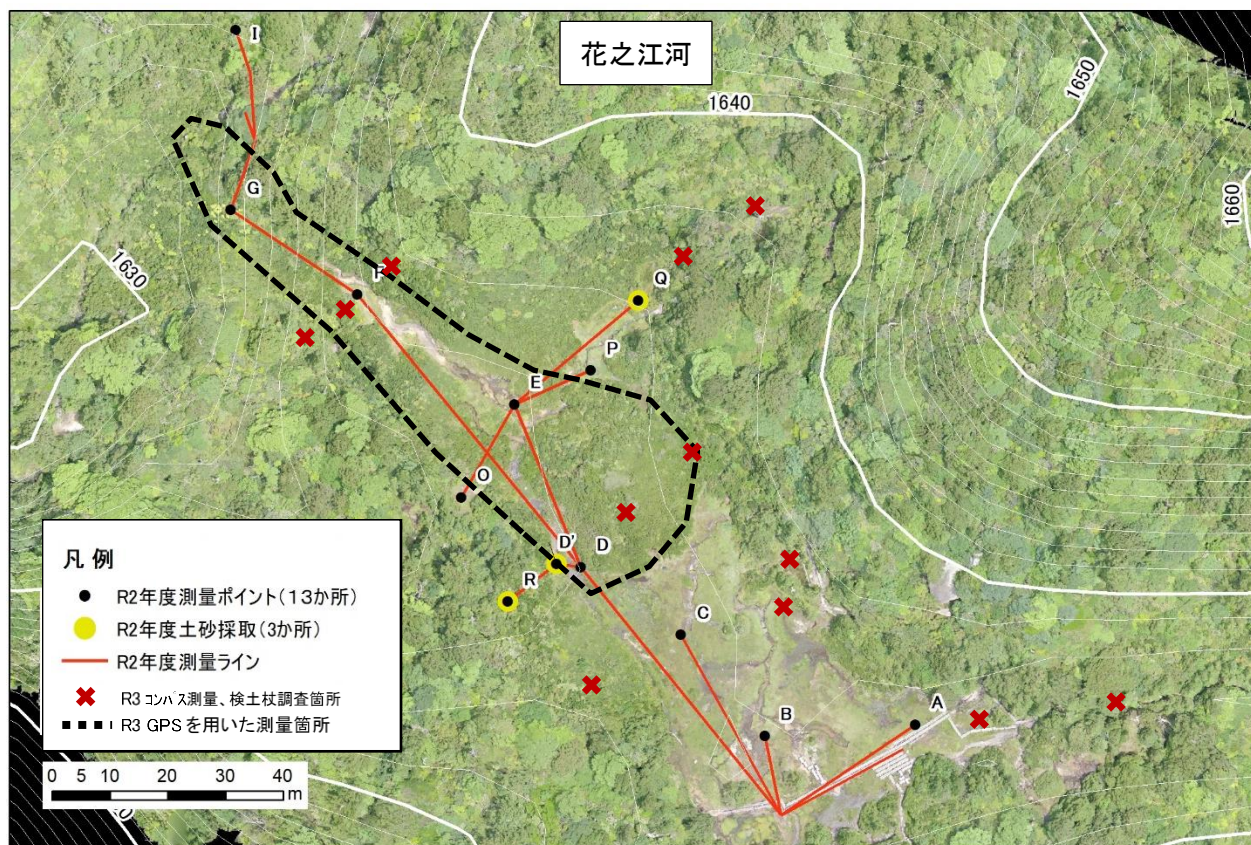 花之江河
I
1640
1650
1660
G
1630
F
Q
P
E
O
D'
D
R
C
B
A
凡 例
R2年度測量ポイント(13か所)
R2年度土砂採取(3か所)
R2年度測量ライン
R3 コンパス測量、検土杖調査箇所
R3 GPSを用いた測量箇所
0 5 10 20 30 40
m